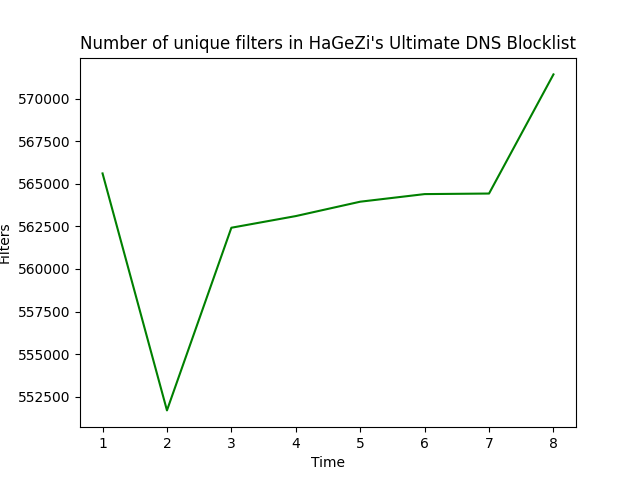 Number of unique filters in HaGeZi's Ultimate DNS Blocklist
570000
567500
565000
562500
560000
557500
555000
552500
Filters
1 2 3 4 5 6 7 8
Time